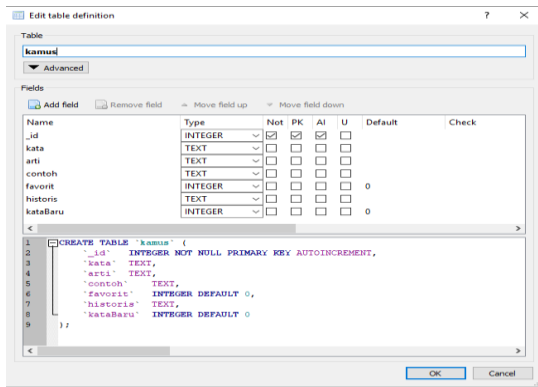 Edit table definition ? ×
Table
kamus
Advanced
Fields
Add field Remove field Move field up Move field down
Name Type Not PK AI U Default Check
_id INTEGER
kata TEXT
arti TEXT
contoh TEXT
favorit INTEGER 0
historis TEXT
kataBaru INTEGER 0
1 CREATE TABLE `kamus` (
2 `_id` INTEGER NOT NULL PRIMARY KEY AUTOINCREMENT,
3 `kata` TEXT,
4 `arti` TEXT,
5 `contoh` TEXT,
6 `favorit` INTEGER DEFAULT 0,
7 `historis` TEXT,
8 `kataBaru` INTEGER DEFAULT 0
9 );
OK Cancel